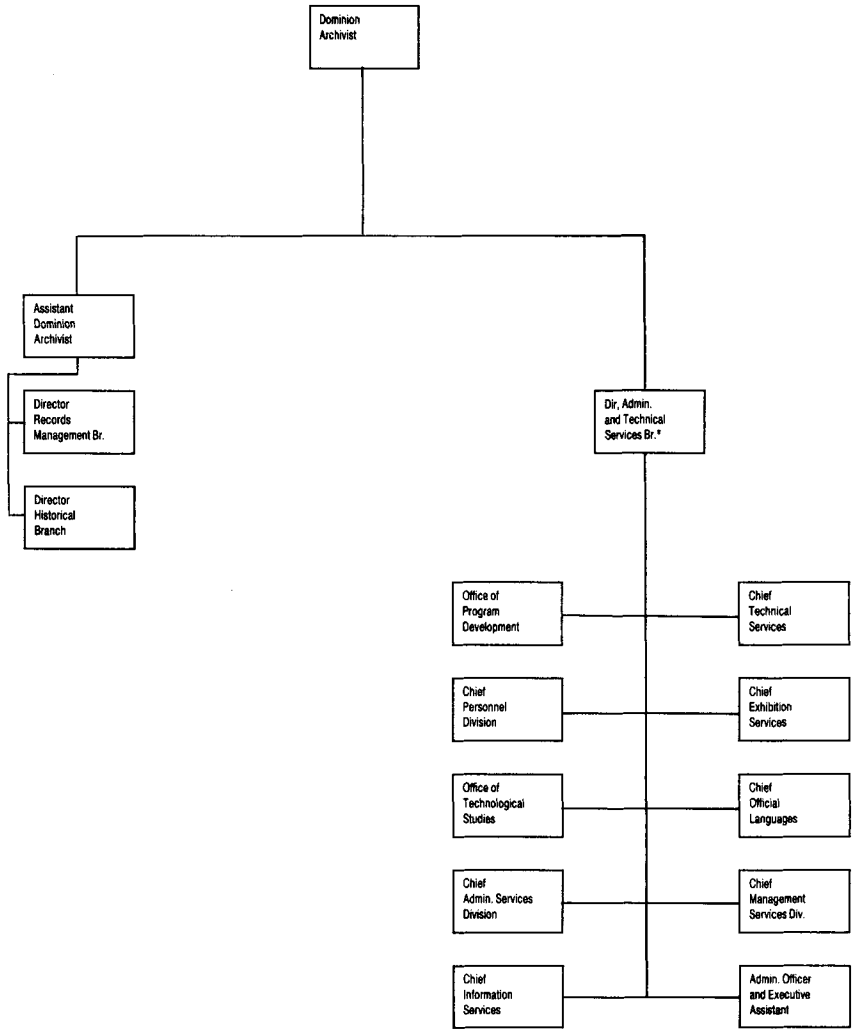 Dominion
Archivist
Assistant
Dominion
Archivist
Director
Records
Management Br.
Director
Historical
Branch
Dir, Admin.
and Technical
Services Br.*
Office of
Program
Development
Chief
Technical
Services
Chief
Personnel
Division
Chief
Exhibition
Services
Office of
Technological
Studies
Chief
Official
Languages
Chief
Admin. Services
Division
Chief
Management
Services Div.
Chief
Information
Services
Admin. Officer
and Executive
Assistant